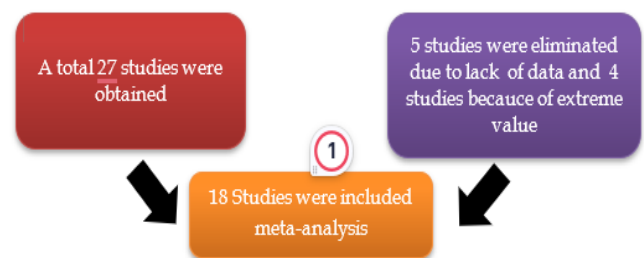 A total 27 studies were
obtained
5 studies were eliminated
due to lack of data and 4
studies becauce of extreme
value
1
18 Studies were included
meta-analysis